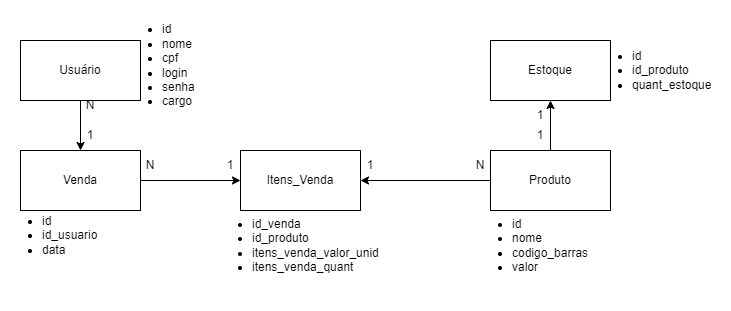 Usuário
id
nome
cpf
login
senha
cargo
Estoque
id
id_produto
quant_estoque
N
1
1
1
Venda
N
1
Itens_Venda
1
N
Produto
id
id_usuario
data
id_venda
id_produto
itens_venda_valor_unid
itens_venda_quant
id
nome
codigo_barras
valor